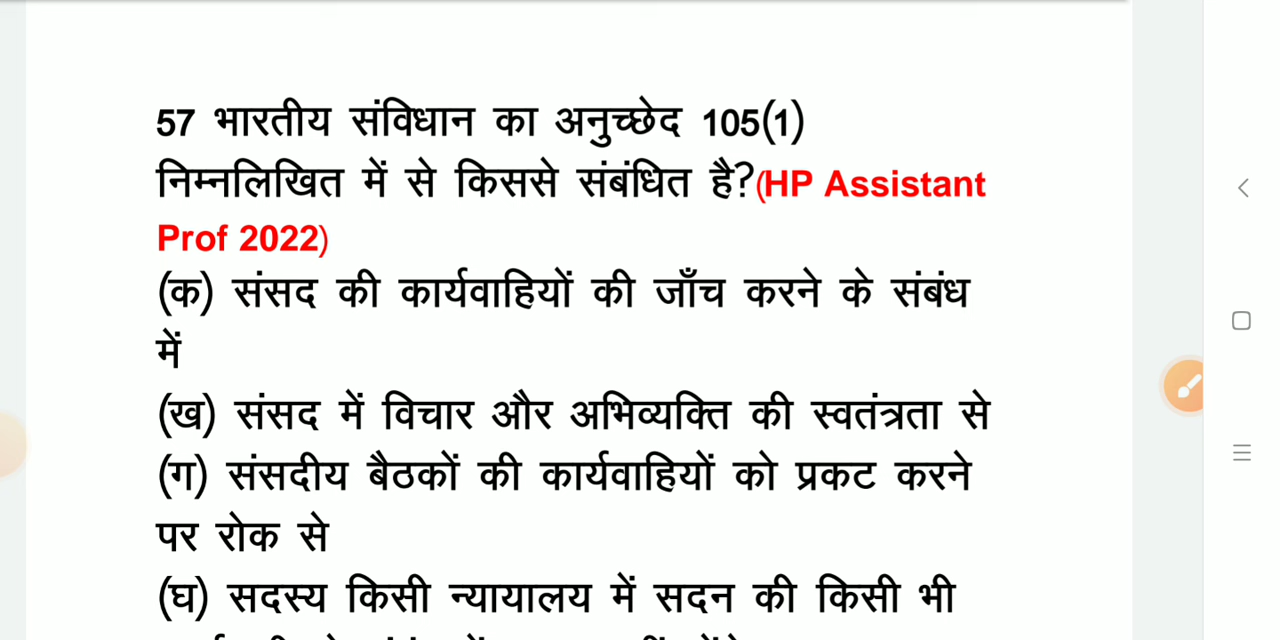 57 भारतीय संविधान का अनुच्छेद 105(1)
निम्नलिखित में से किससे संबंधित है?(HP Assistant
Prof 2022)
(क) संसद की कार्यवाहियों की जाँच करने के संबंध
में
(ख) संसद में विचार और अभिव्यक्ति की स्वतंत्रता से
(ग) संसदीय बैठकों की कार्यवाहियों को प्रकट करने
पर रोक से
(घ) सदस्य किसी न्यायालय में सदन की किसी भी